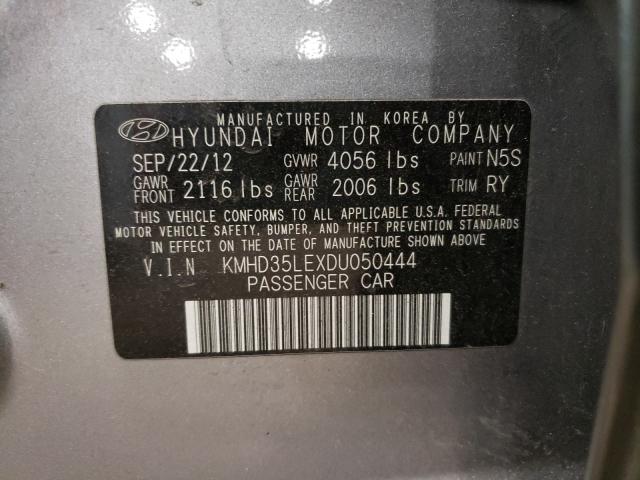 MANUFACTURED IN KOREA BY
HYUNDAI MOTOR COMPANY
SEP/22/12 GVWR 4056 lbs PAINT N5S
GAWR FRONT 2116 lbs GAWR REAR 2006 lbs TRIM RY
THIS VEHICLE CONFORMS TO ALL APPLICABLE U.S.A. FEDERAL
MOTOR VEHICLE SAFETY, BUMPER, AND THEFT PREVENTION STANDARDS
IN EFFECT ON THE DATE OF MANUFACTURE SHOWN ABOVE.
V.I.N KMHD35LEXDU050444
PASSENGER CAR